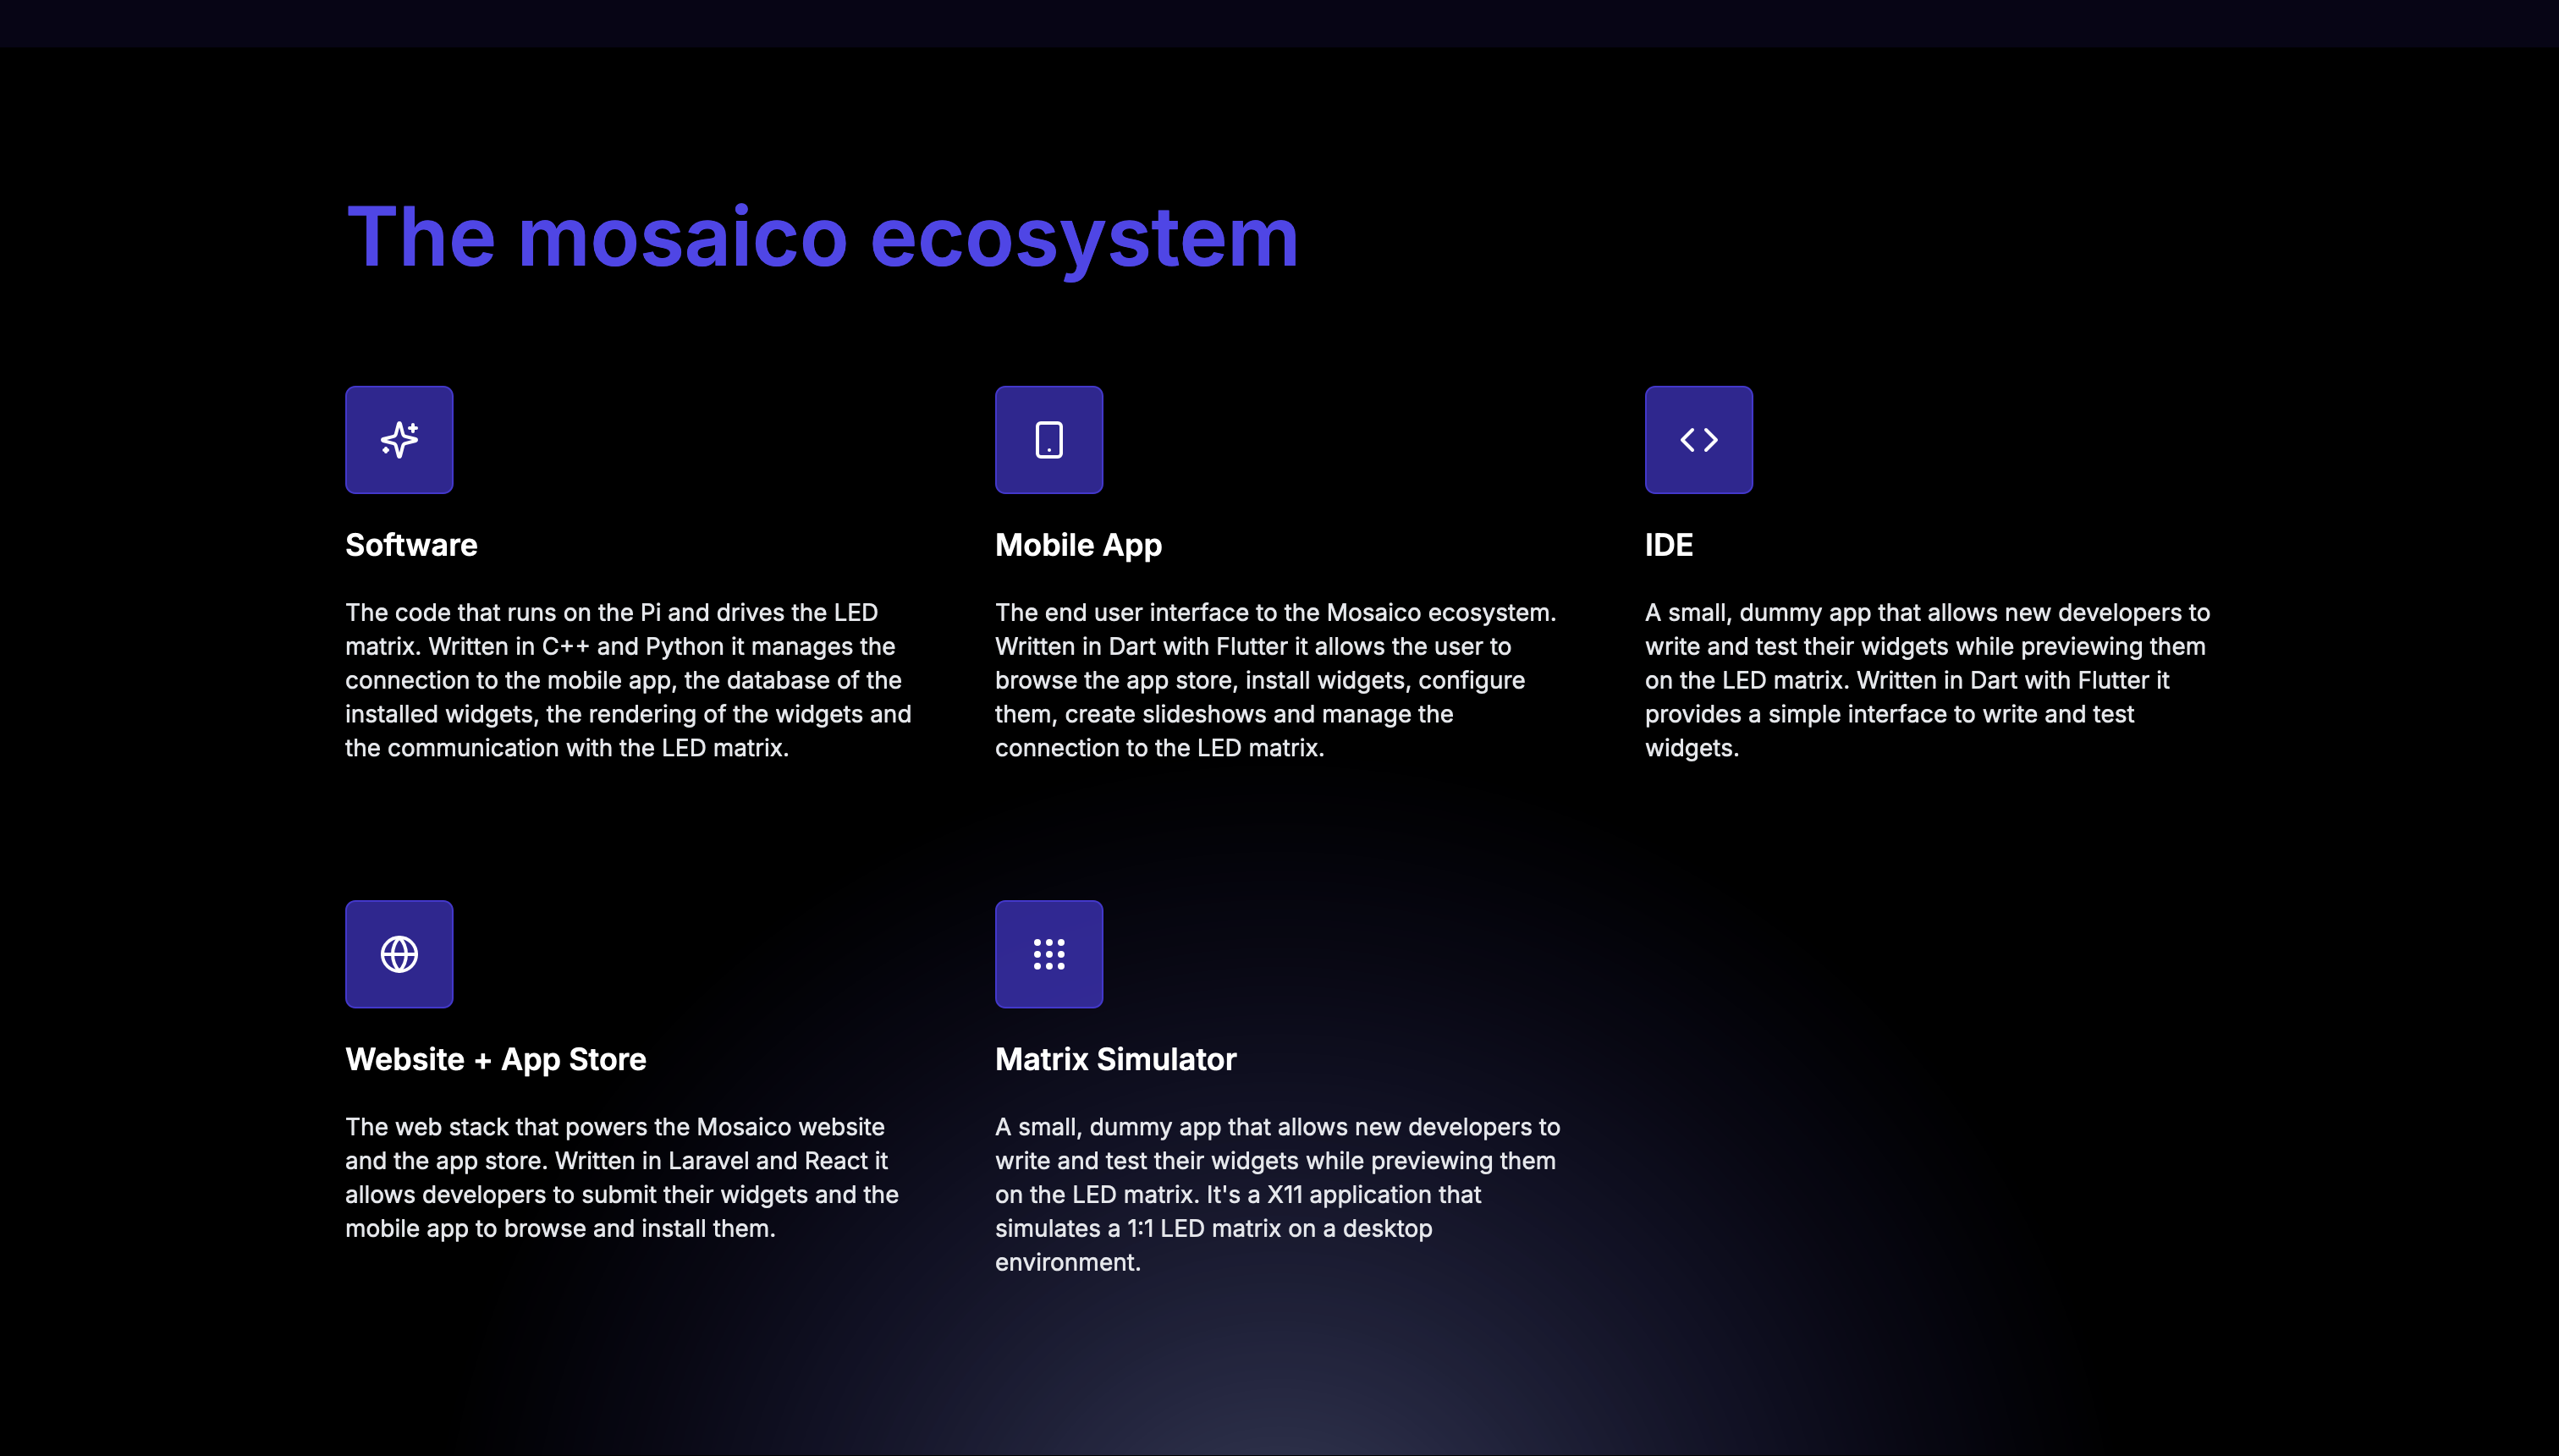 The mosaico ecosystem
Software
The code that runs on the Pi and drives the LED
matrix. Written in C++ and Python it manages the
connection to the mobile app, the database of the
installed widgets, the rendering of the widgets and
the communication with the LED matrix.
Mobile App
The end user interface to the Mosaico ecosystem.
Written in Dart with Flutter it allows the user to
browse the app store, install widgets, configure
them, create slideshows and manage the
connection to the LED matrix.
IDE
A small, dummy app that allows new developers to
write and test their widgets while previewing them
on the LED matrix. Written in Dart with Flutter it
provides a simple interface to write and test
widgets.
Website + App Store
The web stack that powers the Mosaico website
and the app store. Written in Laravel and React it
allows developers to submit their widgets and the
mobile app to browse and install them.
Matrix Simulator
A small, dummy app that allows new developers to
write and test their widgets while previewing them
on the LED matrix. It's a X11 application that
simulates a 1:1 LED matrix on a desktop
environment.